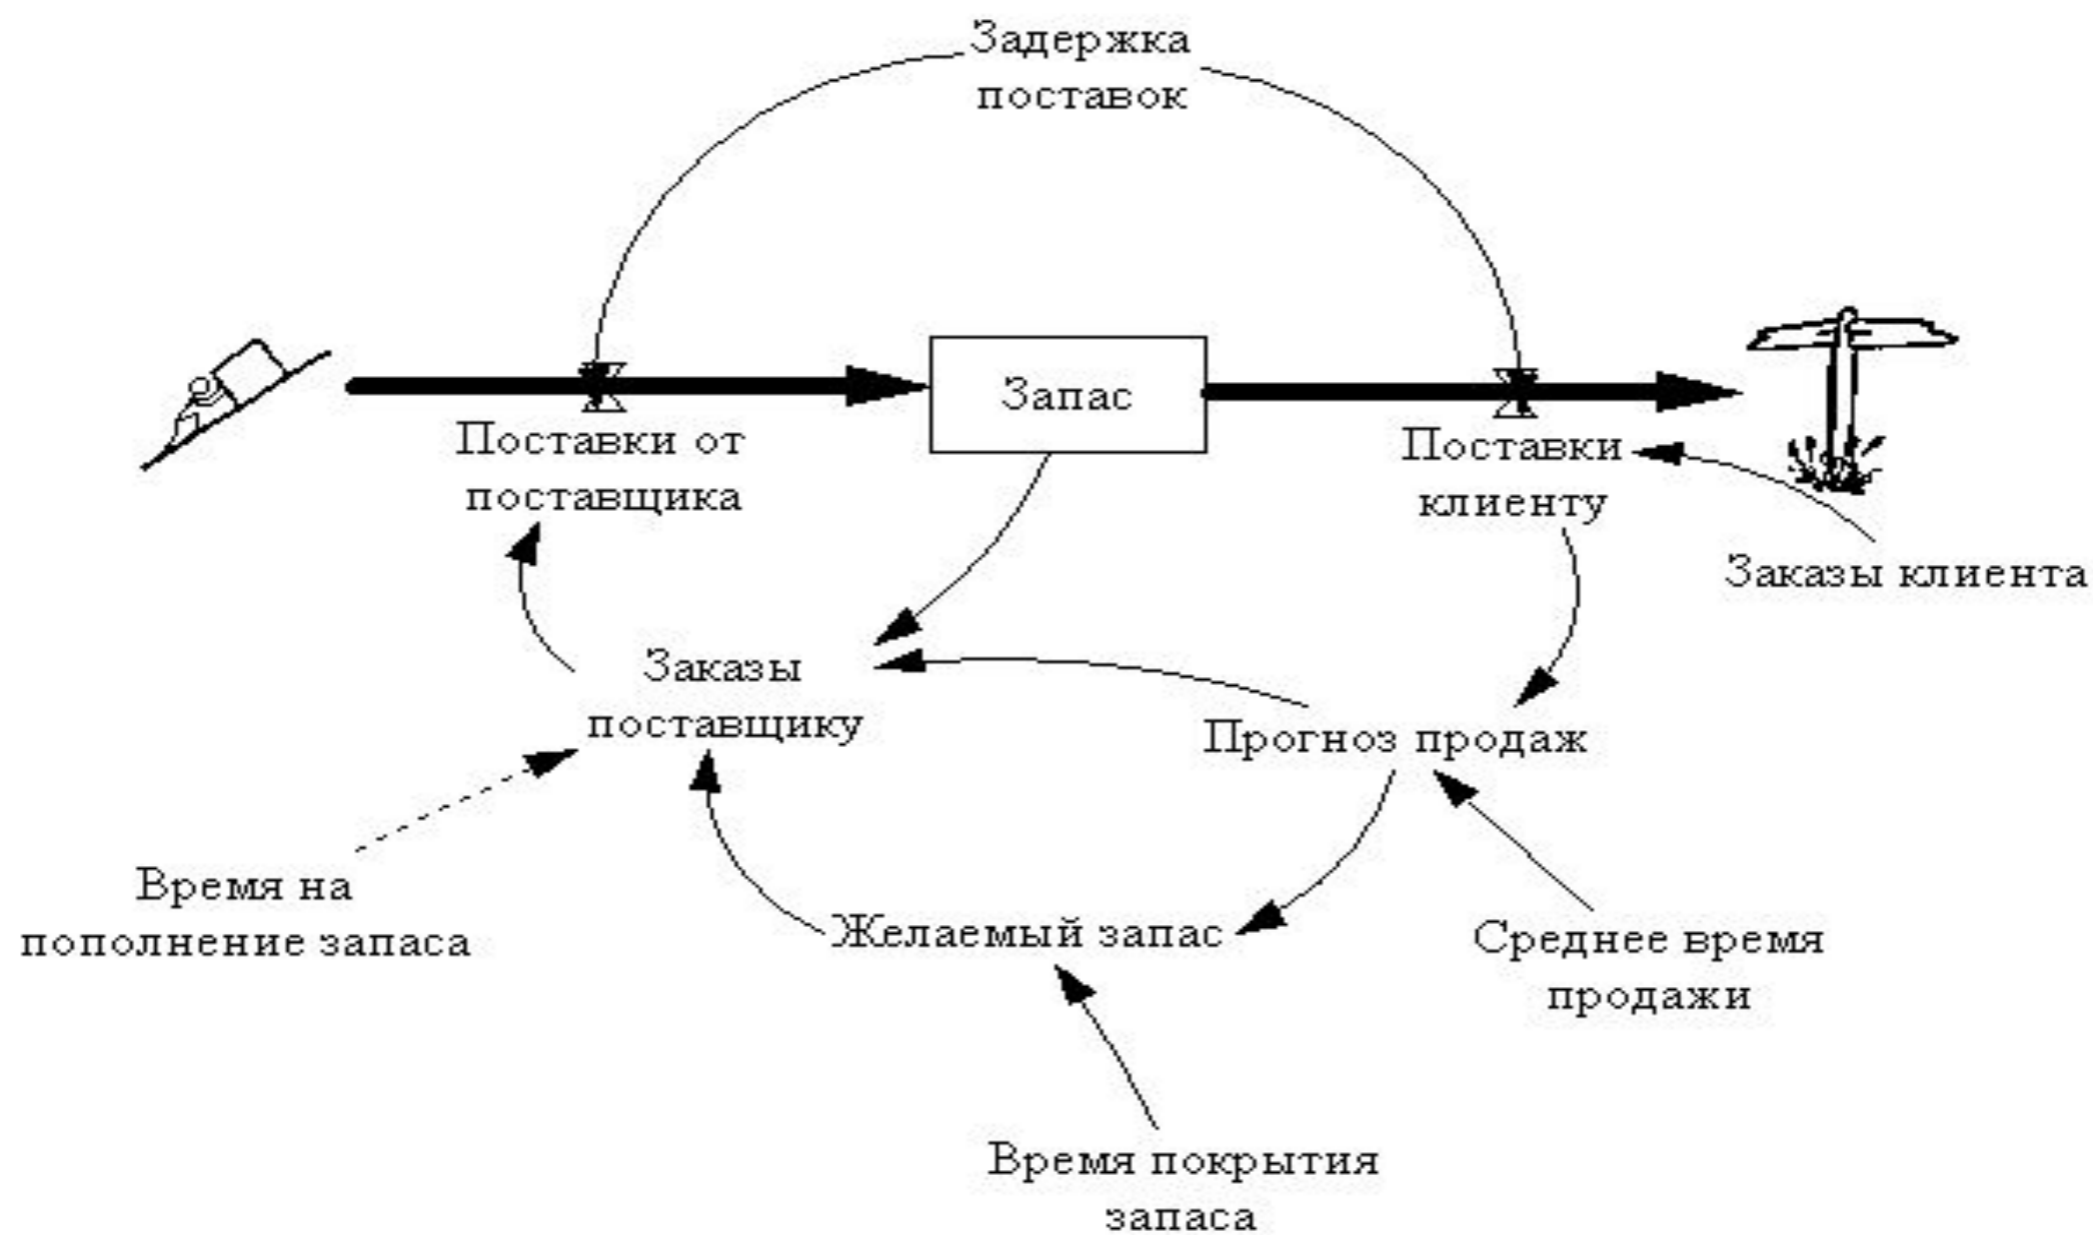 Задержка
поставок
Запас
Поставки от
поставщика
Поставки
клиенту
Заказы клиента
Заказы
поставщику
Прогноз продаж
Время на
пополнение запаса
Желаемый запас
Среднее время
продажи
Время покрытия
запаса